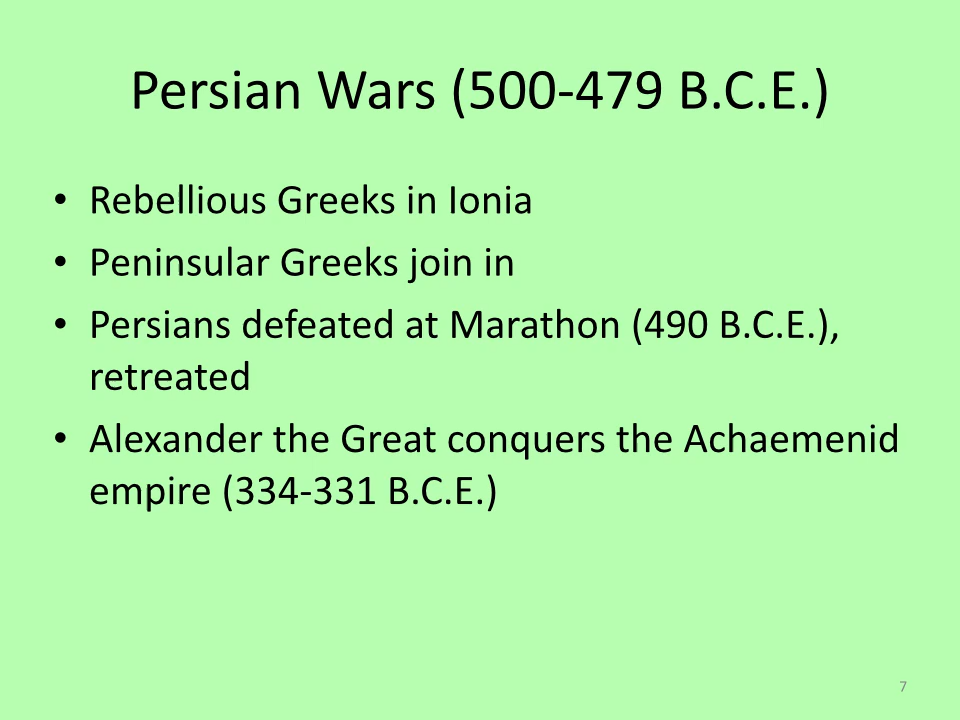 Persian Wars (500-479 B.C.E.)
• Rebellious Greeks in Ionia
• Peninsular Greeks join in
• Persians defeated at Marathon (490 B.C.E.),
retreated
• Alexander the Great conquers the Achaemenid
empire (334-331 B.C.E.)
7